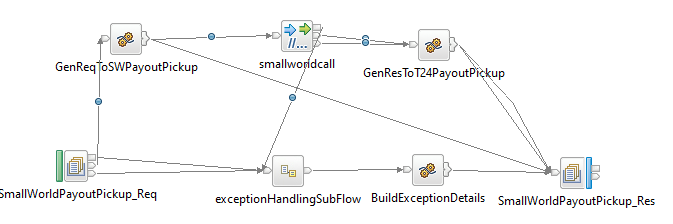 GenReqToSWPayoutPickup
//...
smallworldcall
GenResToT24PayoutPickup
SmallWorldPayoutPickup_Req
exceptionHandlingSubFlow
BuildExceptionDetails
SmallWorldPayoutPickup_Res